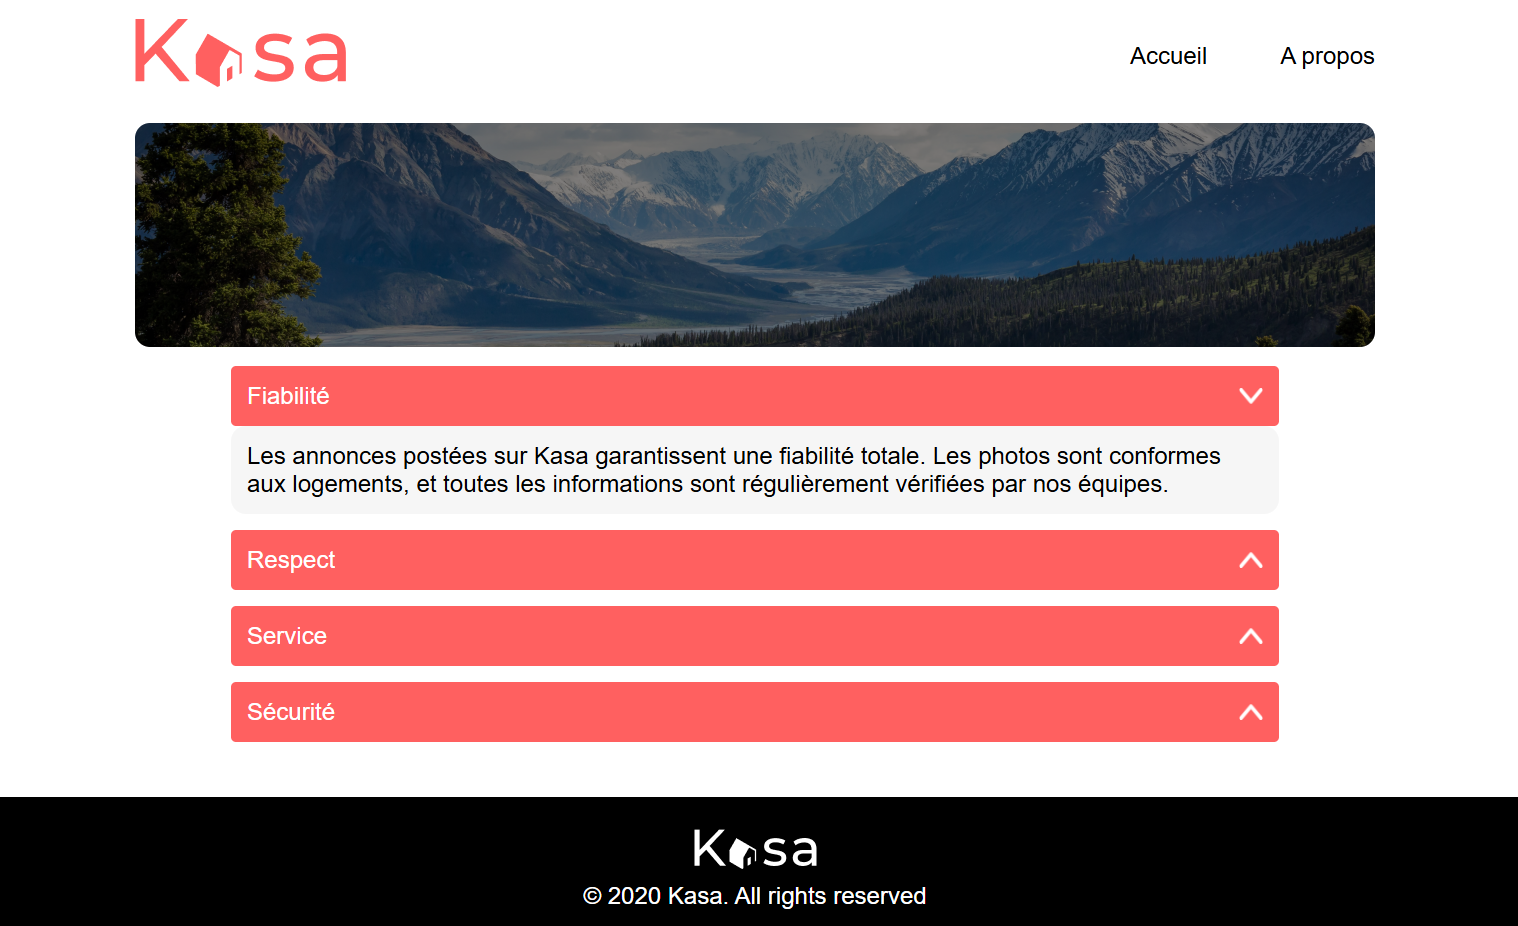 Kasa
Accueil
A propos
Fiabilité
Les annonces postées sur Kasa garantissent une fiabilité totale. Les photos sont conformes
aux logements, et toutes les informations sont régulièrement vérifiées par nos équipes.
Respect
Service
Sécurité
Kasa
© 2020 Kasa. All rights reserved